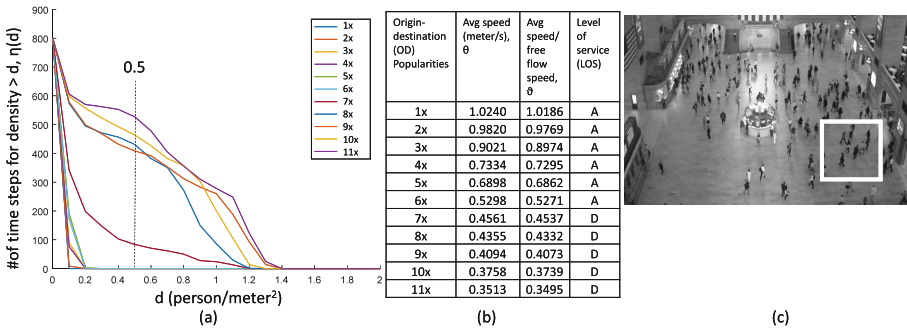 #of time steps for density > d, η(d)
900
800
700
600
500
400
300
200
100
0
0.5
0 0.2 0.4 0.6 0.8 1 1.2 1.4 1.6 1.8 2
d (person/meter²)
(a)
1x
2x
3x
4x
5x
6x
7x
8x
9x
10x
11x
Origin-destination (OD) Popularities | Avg speed (meter/s), θ | Avg speed/ free flow speed, ϑ | Level of service (LOS)
1x 1.0240 1.0186 A
2x 0.9820 0.9769 A
3x 0.9021 0.8974 A
4x 0.7334 0.7295 A
5x 0.6898 0.6862 A
6x 0.5298 0.5271 A
7x 0.4561 0.4537 D
8x 0.4355 0.4332 D
9x 0.4094 0.4073 D
10x 0.3758 0.3739 D
11x 0.3513 0.3495 D
(b)
(c)